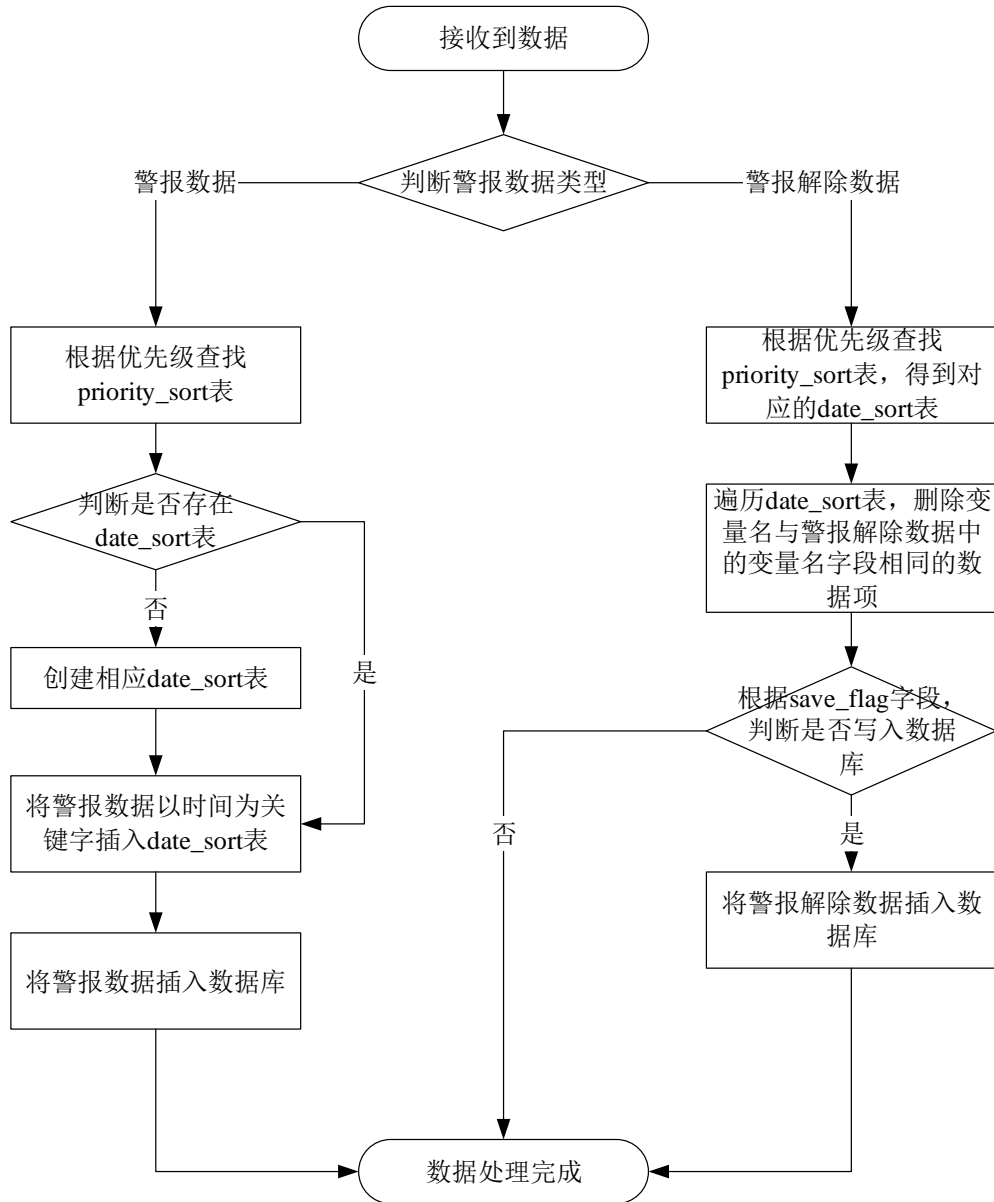 接收到数据
判断警报数据类型
警报数据
警报解除数据
根据优先级查找
priority_sort表
判断是否存在
date_sort表
否
是
创建相应date_sort表
将警报数据以时间为关
键字插入date_sort表
将警报数据插入数据库
根据优先级查找
priority_sort表，得到对
应的date_sort表
遍历date_sort表，删除变
量名与警报解除数据中
的变量名字段相同的数
据项
根据save_flag字段，
判断是否写入数据
库
否
是
将警报解除数据插入数
据库
数据处理完成